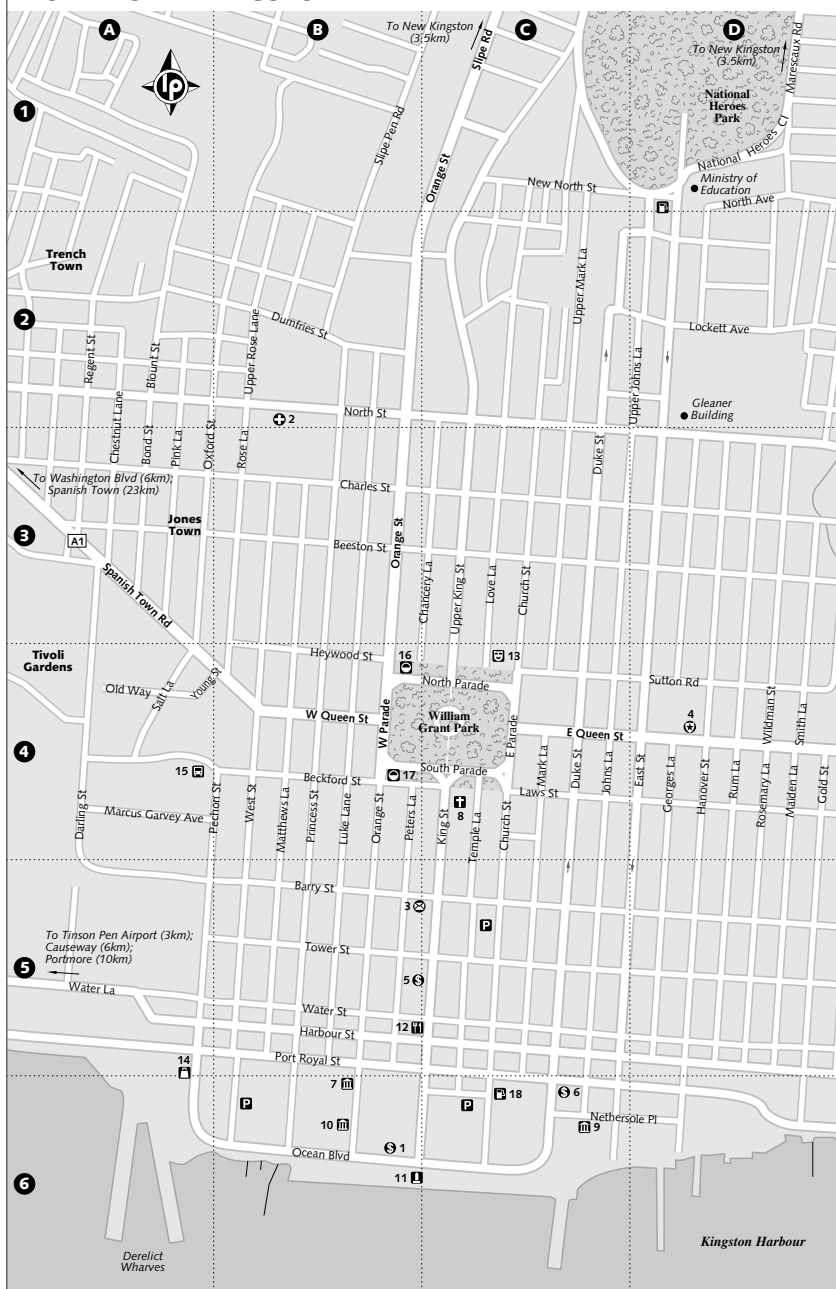 A
B
C
D
To New Kingston
(3.5km)
Slipe Rd
To New Kingston
(3.5km)
Marescaux Rd
lp
1
National
Heroes
Park
Slipe Pen Rd
Orange St
National Heroes Cl
New North St
Ministry of
Education
North Ave
Trench
Town
2
Upper Mark La
Dumfries St
Lockett Ave
Regent St
Blount St
Upper Rose Lane
Upper Johns La
Chestnut Lane
Bond St
Pink La
Oxford St
Rose La
2
North St
Gleaner
Building
Duke St
To Washington Blvd (6km);
Spanish Town (23km)
Charles St
3
Jones
Town
A1
Beeston St
Orange St
Chancery La
Upper King St
Love La
Church St
Spanish Town Rd
Tivoli
Gardens
Heywood St
16
13
North Parade
Sutton Rd
Old Way
Salt La
Young St
W Queen St
W Parade
William
Grant Park
E Parade
E Queen St
4
Wildman St
Smith La
4
15
Beckford St
17
South Parade
Mark La
Duke St
Johns La
East St
Georges La
Hanover St
Rum La
Rosemary La
Maiden La
Gold St
Laws St
8
Darling St
Marcus Garvey Ave
Pechon St
West St
Matthews La
Princess St
Luke Lane
Orange St
Peters La
King St
Temple La
Church St
Barry St
3
P
To Tinson Pen Airport (3km);
Causeway (6km);
Portmore (10km)
Tower St
5
5
Water La
Water St
12
Harbour St
14
Port Royal St
7
P
P
18
6
10
Nethersole Pl
9
1
Ocean Blvd
11
6
Derelict
Wharves
Kingston Harbour